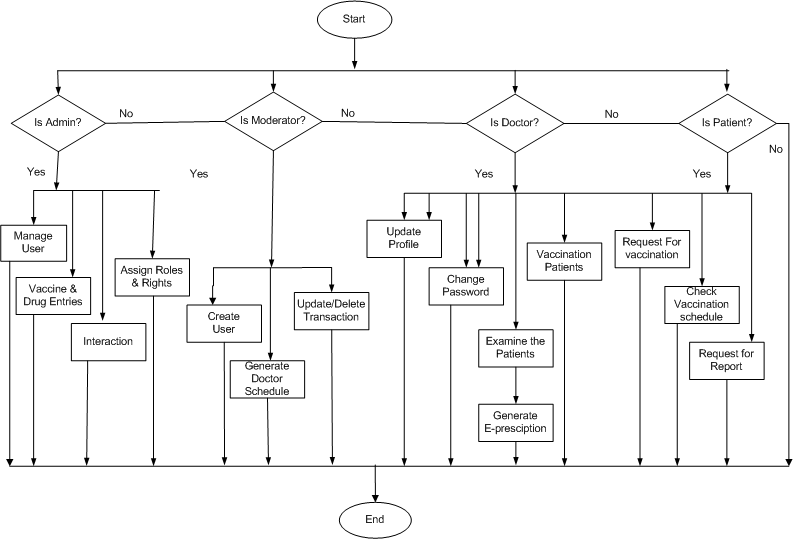 Start
Is Admin?
No
Is Moderator?
No
Is Doctor?
No
Is Patient?
No
Yes
Yes
Yes
Yes
Manage
User
Vaccine &
Drug Entries
Interaction
Assign Roles
& Rights
Create
User
Generate
Doctor
Schedule
Update/Delete
Transaction
Update
Profile
Change
Password
Examine the
Patients
Generate
E-presciption
Vaccination
Patients
Request For
vaccination
Check
Vaccination
schedule
Request for
Report
End